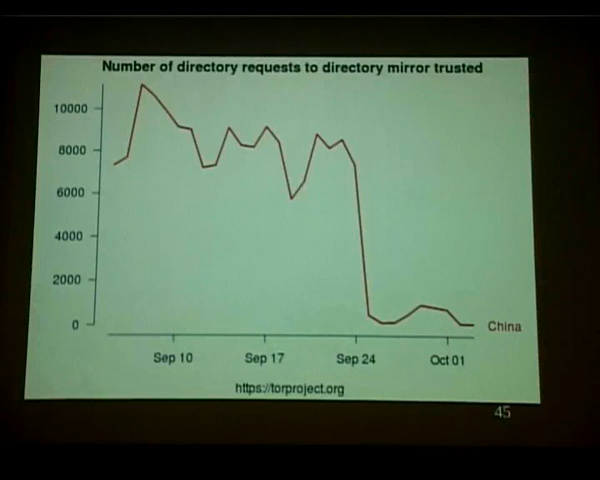 Number of directory requests to directory mirror trusted
10000
8000
6000
4000
2000
0
China
Sep 10 Sep 17 Sep 24 Oct 01
https://torproject.org
45